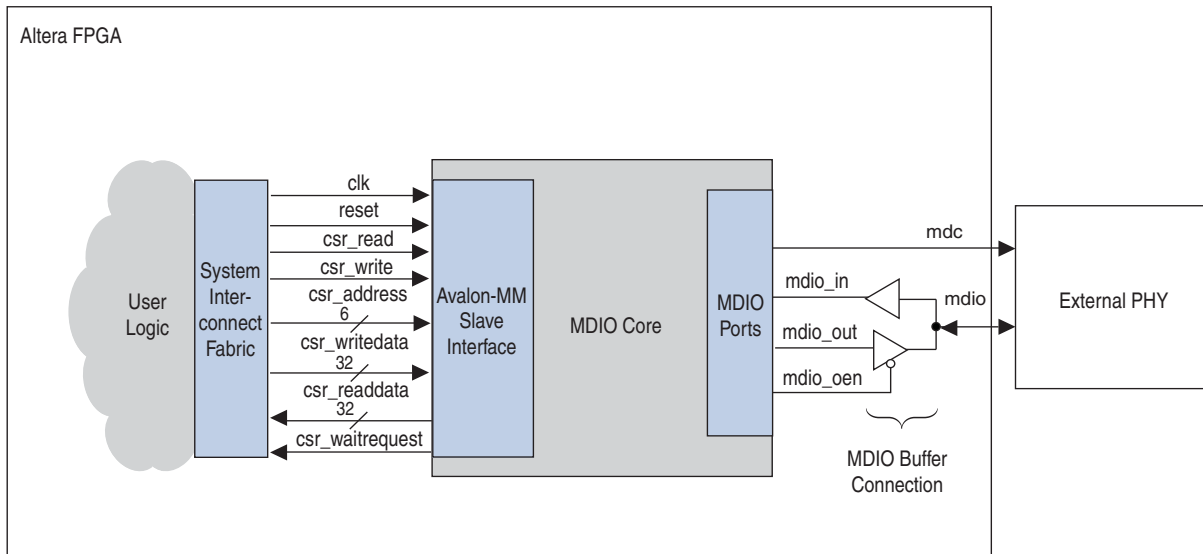 Altera FPGA
User
Logic
System
Inter-
connect
Fabric
clk
reset
csr_read
csr_write
csr_address
6
csr_writedata
32
csr_readdata
32
csr_waitrequest
Avalon-MM
Slave
Interface
MDIO Core
MDIO
Ports
mdc
mdio_in
mdio_out
mdio_oen
mdio
External PHY
MDIO Buffer
Connection